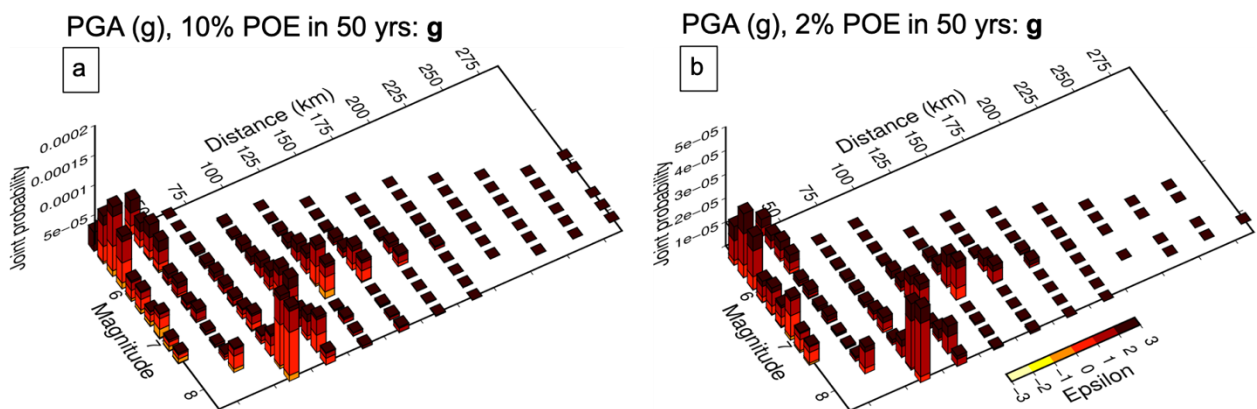 PGA (g), 10% POE in 50 yrs: g
a
Distance (km)
75
100
125
150
175
200
225
250
275
Joint probability
0.0002
0.00015
0.0001
5e-05
Magnitude
6
7
8
PGA (g), 2% POE in 50 yrs: g
b
Distance (km)
50
75
100
125
150
175
200
225
250
275
Joint probability
5e-05
4e-05
3e-05
2e-05
1e-05
Magnitude
6
7
8
-3
-2
-1
0
1
2
3
Epsilon